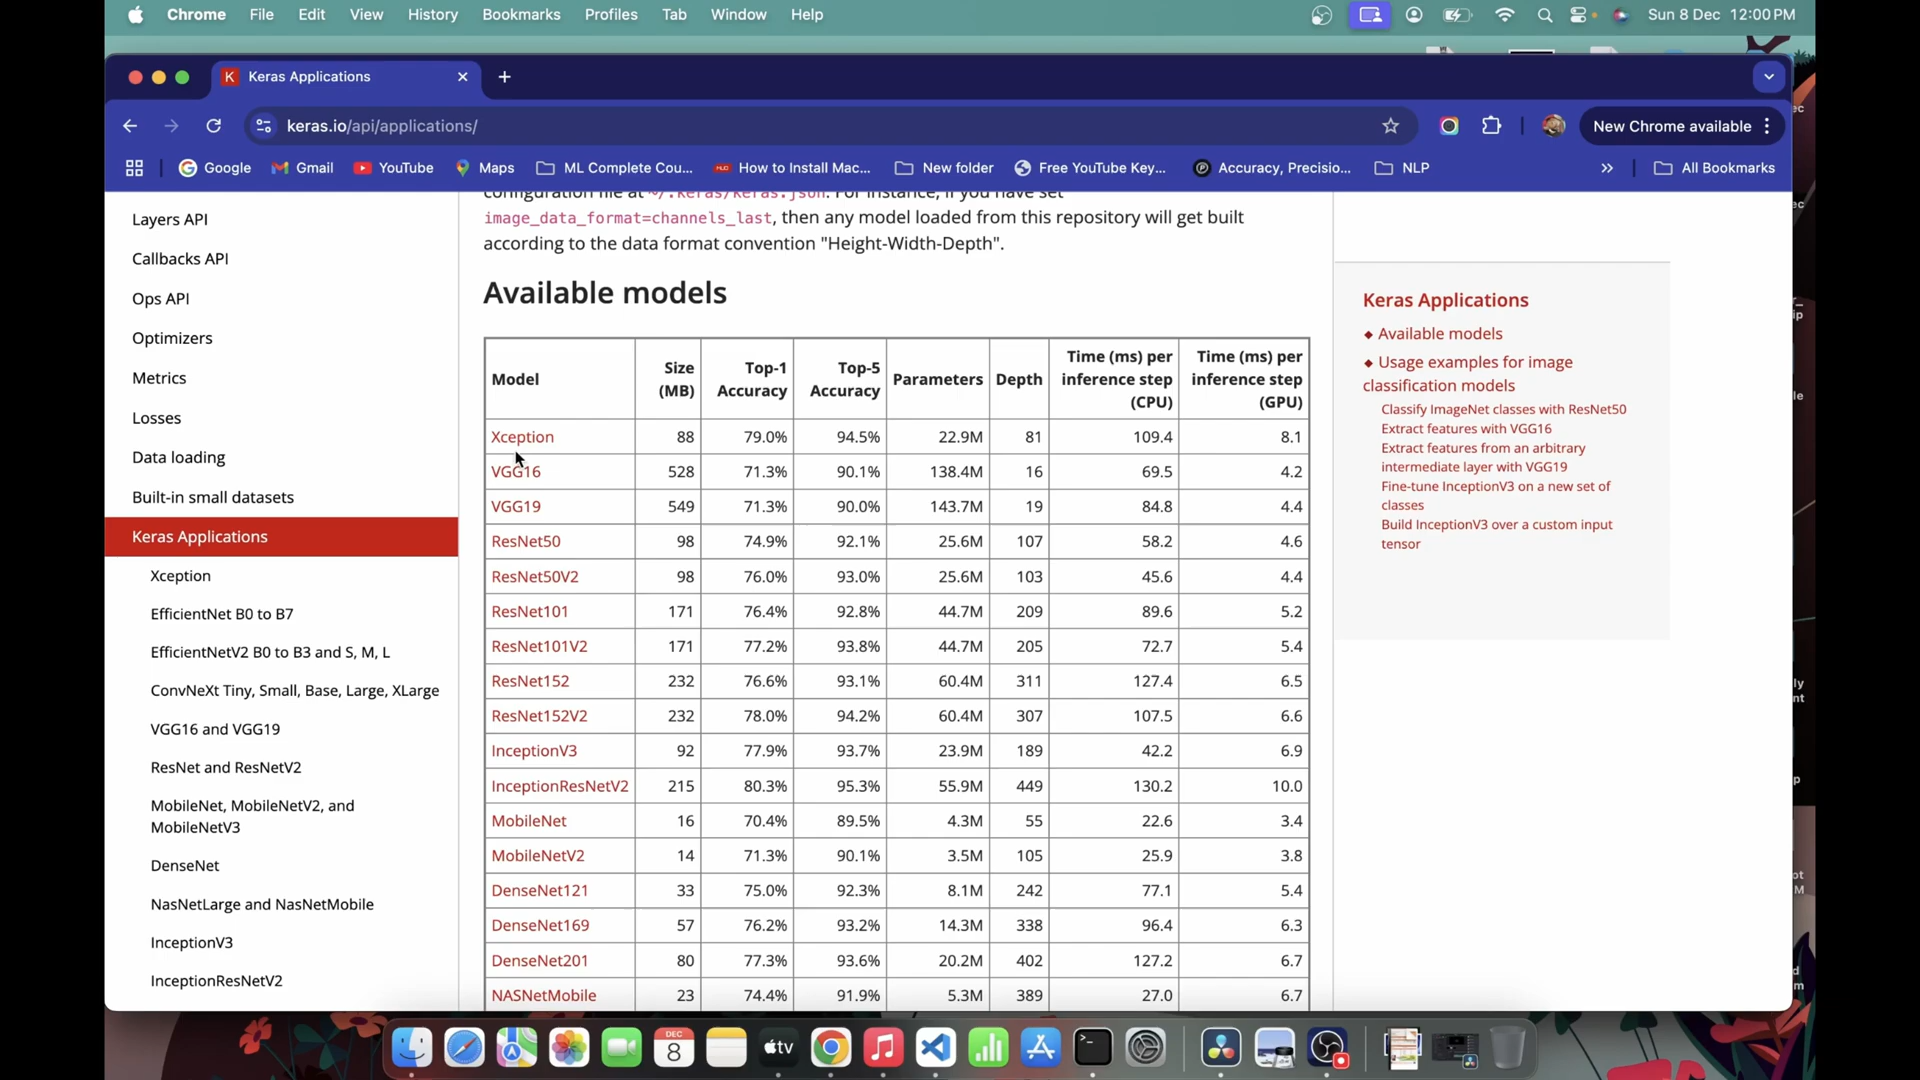 Chrome File Edit View History Bookmarks Profiles Tab Window Help Sun 8 Dec 12:00 PM
K Keras Applications
keras.io/api/applications/ New Chrome available
Google Gmail YouTube Maps ML Complete Cou... How to Install Mac... New folder Free YouTube Key... Accuracy, Precisio... NLP » All Bookmarks
Layers API
Callbacks API
Ops API
Optimizers
Metrics
Losses
Data loading
Built-in small datasets
Keras Applications
Xception
EfficientNet B0 to B7
EfficientNetV2 B0 to B3 and S, M, L
ConvNeXt Tiny, Small, Base, Large, XLarge
VGG16 and VGG19
ResNet and ResNetV2
MobileNet, MobileNetV2, and
MobileNetV3
DenseNet
NasNetLarge and NasNetMobile
InceptionV3
InceptionResNetV2
configuration file at ~/.keras/keras.json. For instance, if you have set
image_data_format=channels_last, then any model loaded from this repository will get built
according to the data format convention "Height-Width-Depth".
Available models
Model Size (MB) Top-1 Accuracy Top-5 Accuracy Parameters Depth Time (ms) per inference step (CPU) Time (ms) per inference step (GPU)
Xception 88 79.0% 94.5% 22.9M 81 109.4 8.1
VGG16 528 71.3% 90.1% 138.4M 16 69.5 4.2
VGG19 549 71.3% 90.0% 143.7M 19 84.8 4.4
ResNet50 98 74.9% 92.1% 25.6M 107 58.2 4.6
ResNet50V2 98 76.0% 93.0% 25.6M 103 45.6 4.4
ResNet101 171 76.4% 92.8% 44.7M 209 89.6 5.2
ResNet101V2 171 77.2% 93.8% 44.7M 205 72.7 5.4
ResNet152 232 76.6% 93.1% 60.4M 311 127.4 6.5
ResNet152V2 232 78.0% 94.2% 60.4M 307 107.5 6.6
InceptionV3 92 77.9% 93.7% 23.9M 189 42.2 6.9
InceptionResNetV2 215 80.3% 95.3% 55.9M 449 130.2 10.0
MobileNet 16 70.4% 89.5% 4.3M 55 22.6 3.4
MobileNetV2 14 71.3% 90.1% 3.5M 105 25.9 3.8
DenseNet121 33 75.0% 92.3% 8.1M 242 77.1 5.4
DenseNet169 57 76.2% 93.2% 14.3M 338 96.4 6.3
DenseNet201 80 77.3% 93.6% 20.2M 402 127.2 6.7
NASNetMobile 23 74.4% 91.9% 5.3M 389 27.0 6.7
Keras Applications
◆ Available models
◆ Usage examples for image
classification models
Classify ImageNet classes with ResNet50
Extract features with VGG16
Extract features from an arbitrary
intermediate layer with VGG19
Fine-tune InceptionV3 on a new set of
classes
Build InceptionV3 over a custom input
tensor
DEC
8
tv